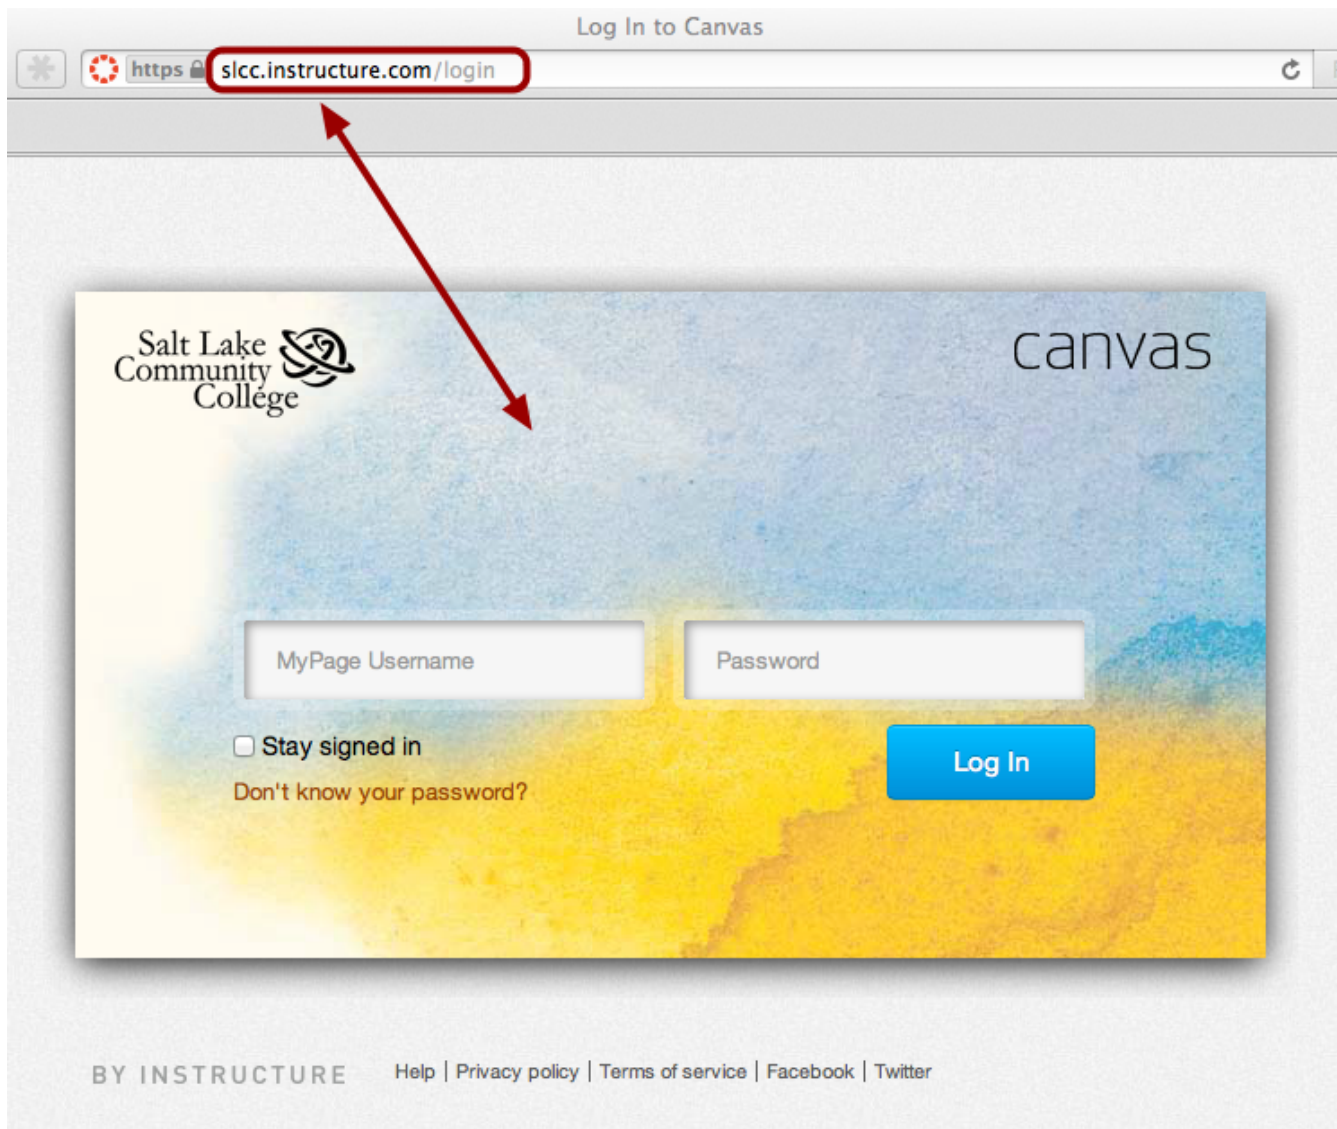 Log In to Canvas
https slcc.instructure.com/login
Salt Lake
Community
College
canvas
MyPage Username
Password
Stay signed in
Log In
Don't know your password?
BY INSTRUCTURE
Help | Privacy policy | Terms of service | Facebook | Twitter